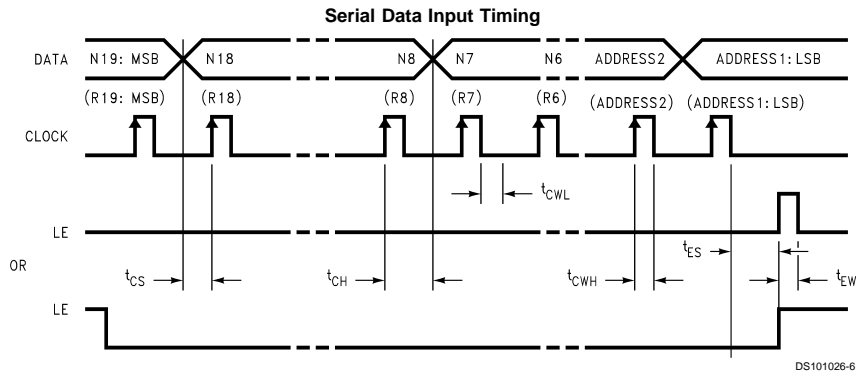 Serial Data Input Timing
DATA N19: MSB N18 N8 N7 N6 ADDRESS2 ADDRESS1: LSB
(R19: MSB) (R18) (R8) (R7) (R6) (ADDRESS2) (ADDRESS1: LSB)
CLOCK
tCWL
LE
tES
OR
tCS tCH tCWH tEW
LE
DS101026-6